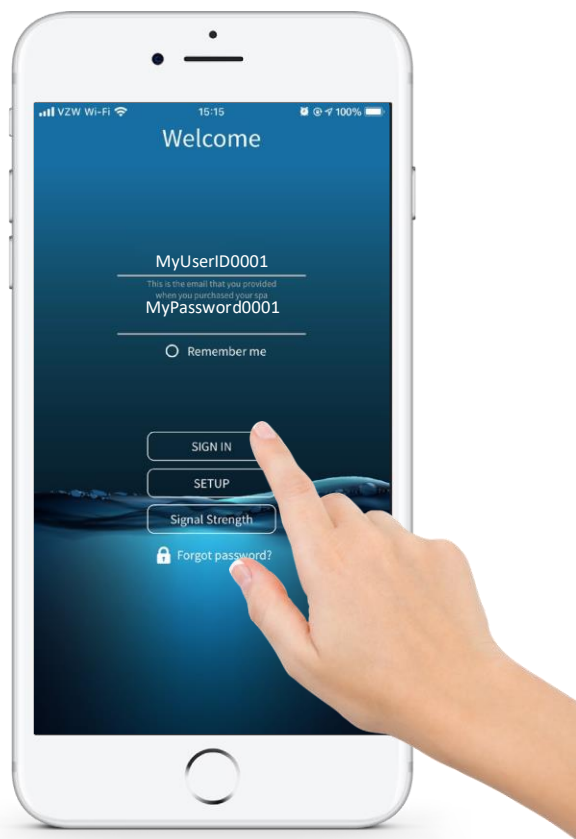 VZW Wi-Fi 15:15 100%
Welcome
MyUserID0001
This is the email that you provided
when you purchased your spa
MyPassword0001
Remember me
SIGN IN
SETUP
Signal Strength
Forgot password?